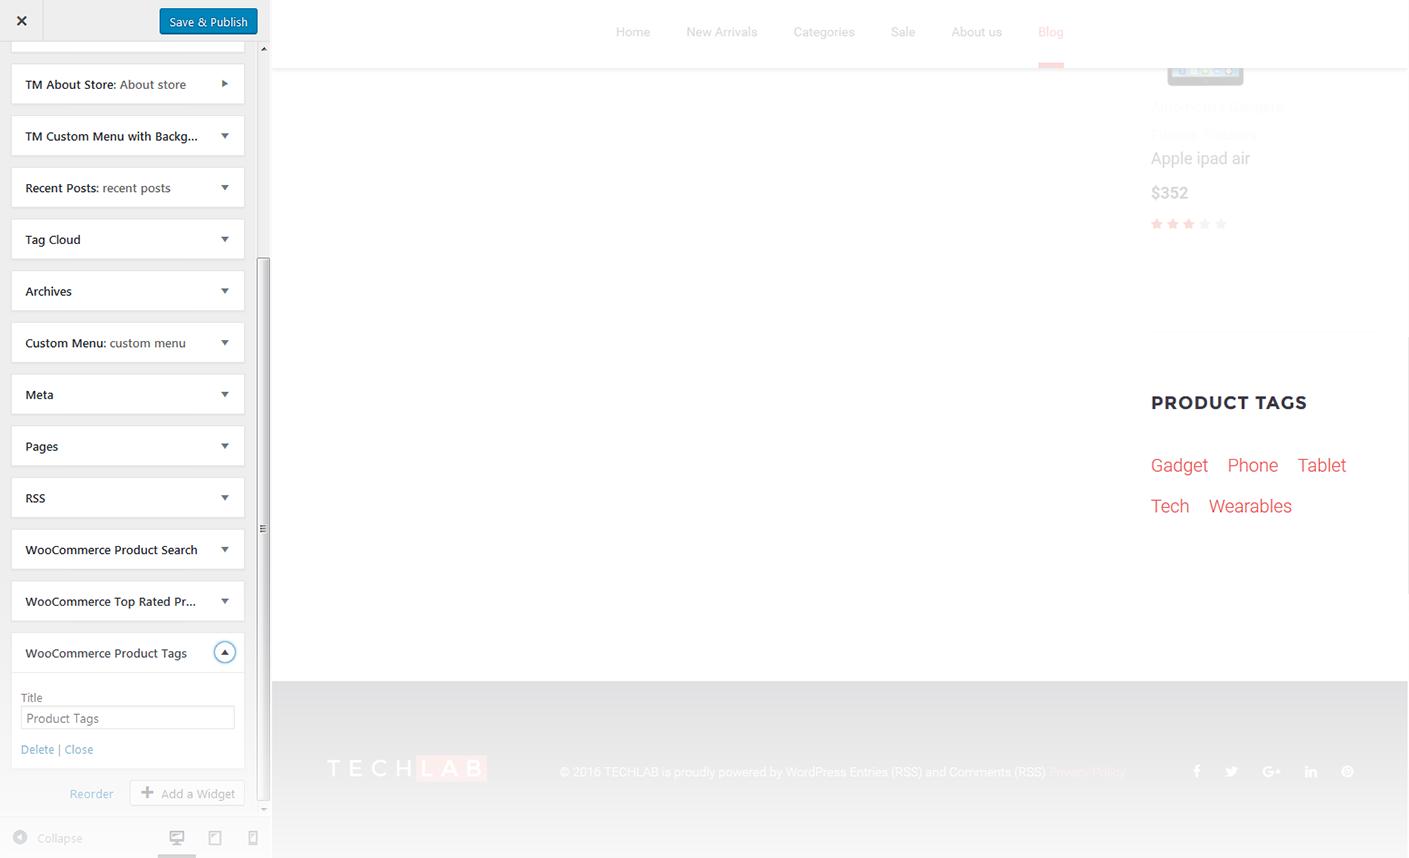 Save & Publish
TM About Store: About store
TM Custom Menu with Backg...
Recent Posts: recent posts
Tag Cloud
Archives
Custom Menu: custom menu
Meta
Pages
RSS
WooCommerce Product Search
WooCommerce Top Rated Pr...
WooCommerce Product Tags
Title
Product Tags
Delete | Close
Reorder
Add a Widget
Collapse
Home New Arrivals Categories Sale About us Blog
Apple ipad air
$352
PRODUCT TAGS
Gadget Phone Tablet
Tech Wearables
TECHLAB
© 2016 TECHLAB is proudly powered by WordPress Entries (RSS) and Comments (RSS) Privacy Policy